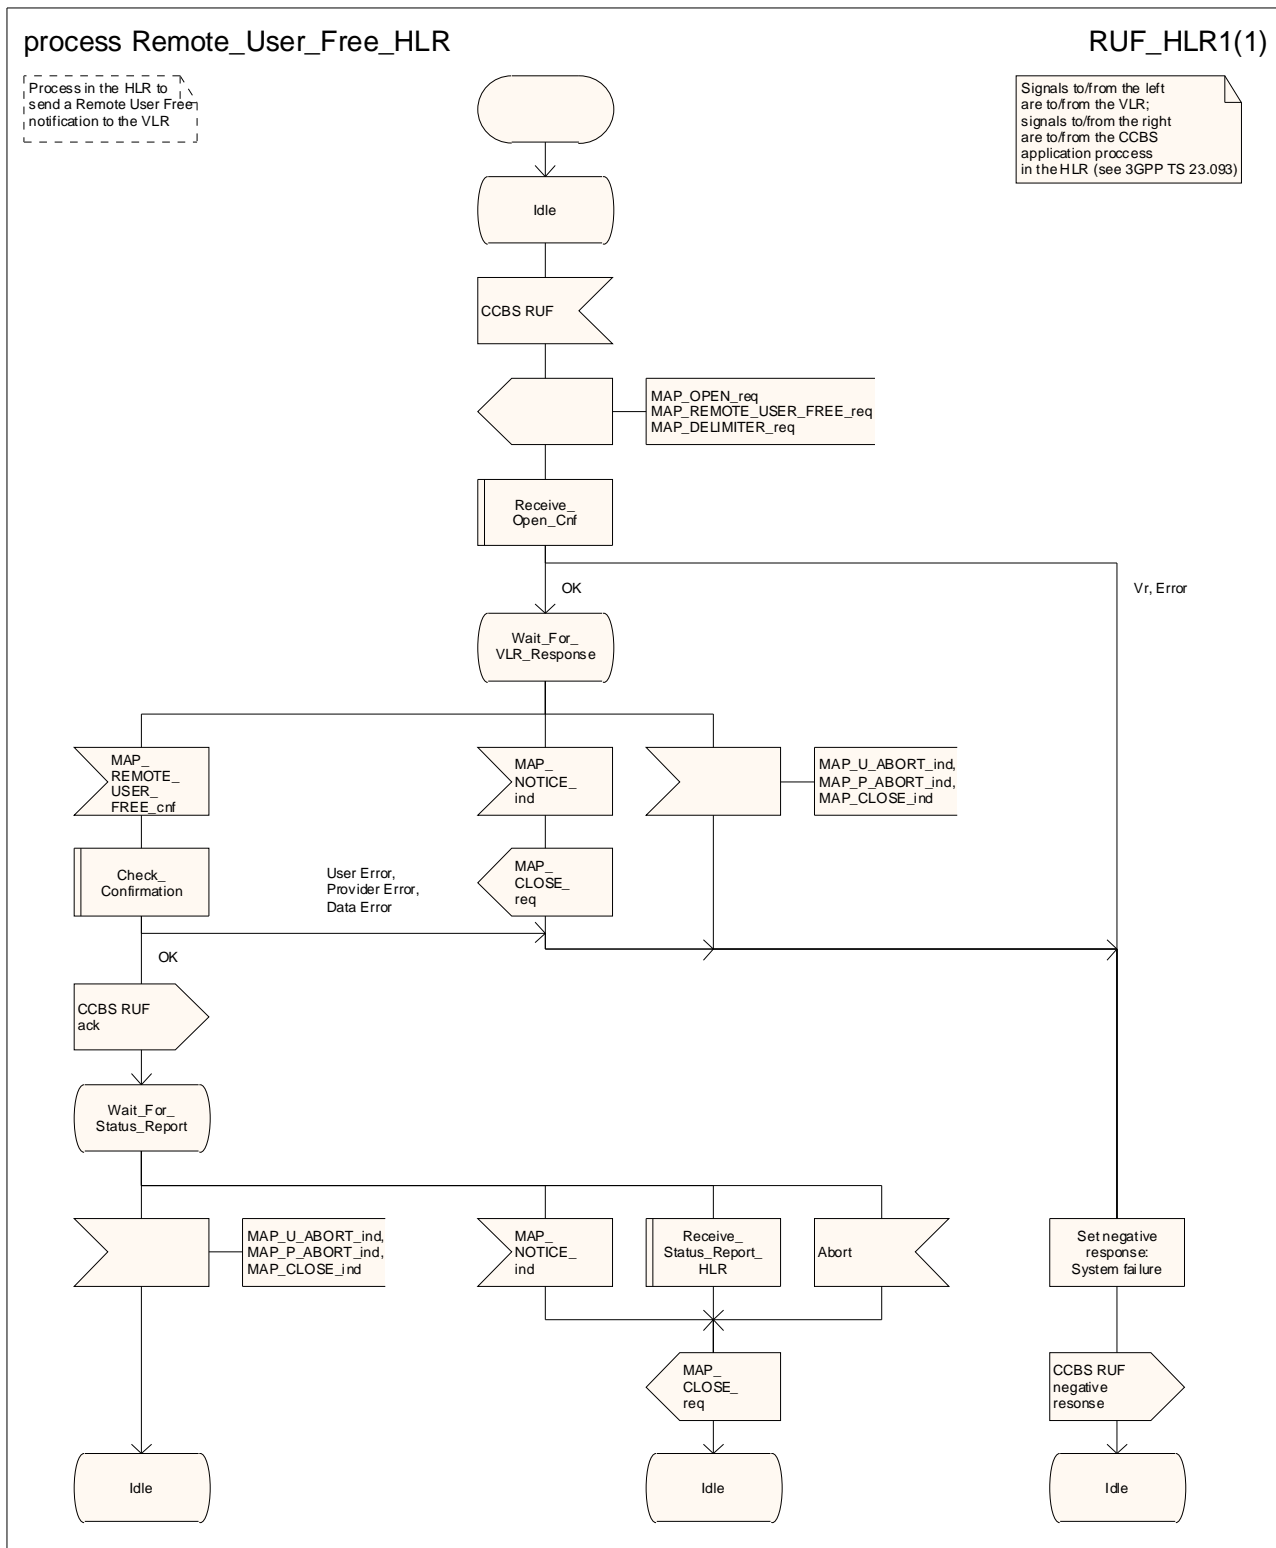 process Remote_User_Free_HLR
RUF_HLR1(1)
Process in the HLR to
send a Remote User Free
notification to the VLR
Signals to/from the left
are to/from the VLR;
signals to/from the right
are to/from the CCBS
application proccess
in the HLR (see 3GPP TS 23.093)
Idle
CCBS RUF
MAP_OPEN_req
MAP_REMOTE_USER_FREE_req
MAP_DELIMITER_req
Receive_
Open_Cnf
OK
Vr, Error
Wait_For_
VLR_Response
MAP_
REMOTE_
USER_
FREE_cnf
MAP_
NOTICE_
ind
MAP_U_ABORT_ind,
MAP_P_ABORT_ind,
MAP_CLOSE_ind
Check_
Confirmation
User Error,
Provider Error,
Data Error
MAP_
CLOSE_
req
OK
CCBS RUF
ack
Wait_For_
Status_Report
MAP_U_ABORT_ind,
MAP_P_ABORT_ind,
MAP_CLOSE_ind
MAP_
NOTICE_
ind
Receive_
Status_Report_
HLR
Abort
Set negative
response:
System failure
MAP_
CLOSE_
req
CCBS RUF
negative
resonse
Idle
Idle
Idle